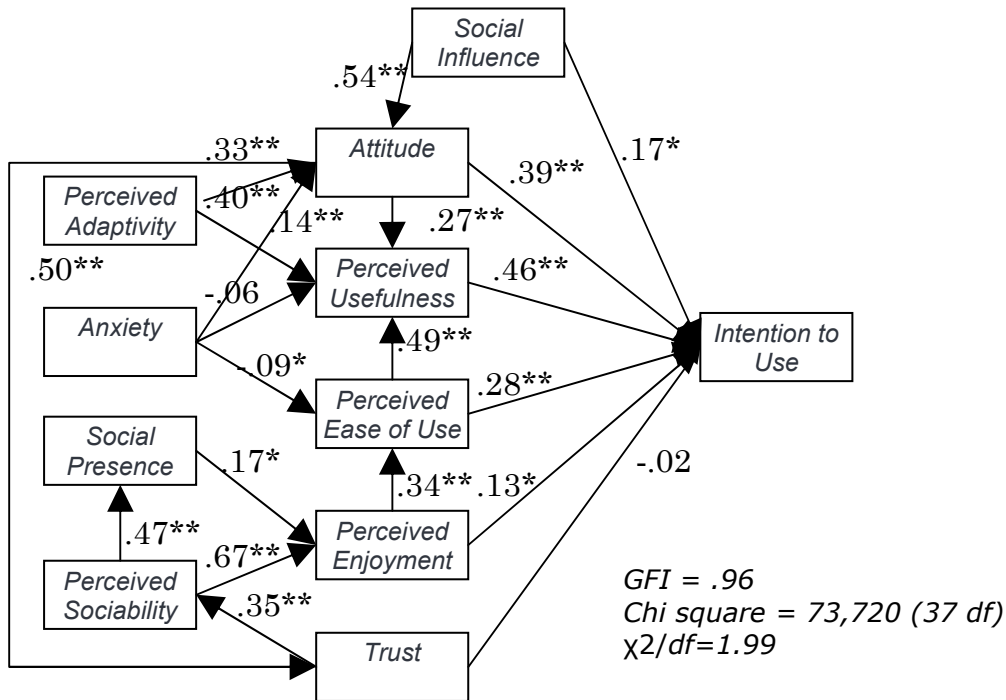 Social
Influence
.54**
Attitude
.33**
.17*
.39**
Perceived
Adaptivity
.40**
.14**
.27**
.50**
Perceived
Usefulness
.46**
-.06
Anxiety
Intention to
Use
.49**
-.09*
Perceived
Ease of Use
.28**
Social
Presence
.17*
-.02
.34**
.13*
.47**
Perceived
Enjoyment
.67**
Perceived
Sociability
.35**
Trust
GFI = .96
Chi square = 73,720 (37 df)
χ2/df=1.99